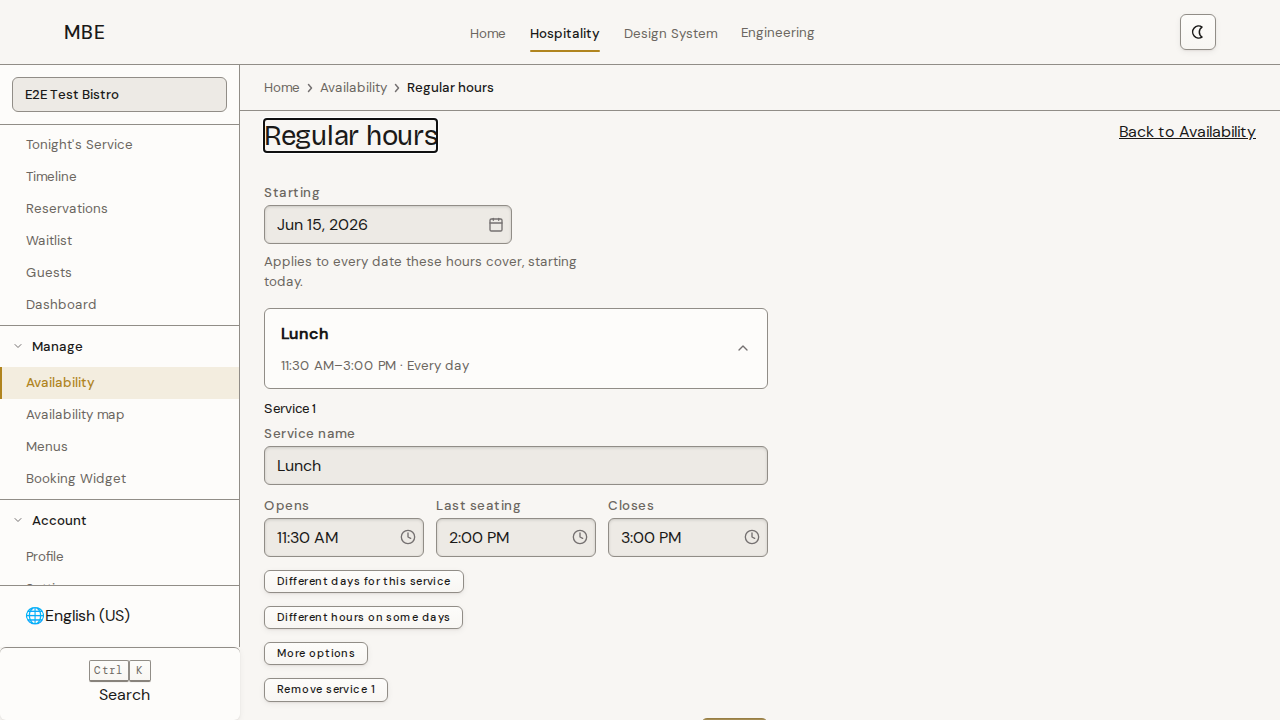 MBE
Home
Hospitality
Design System
Engineering
E2E Test Bistro
Tonight's Service
Timeline
Reservations
Waitlist
Guests
Dashboard
Manage
Availability
Availability map
Menus
Booking Widget
Account
Profile
English (US)
Ctrl K
Search
Home > Availability > Regular hours
Regular hours
Back to Availability
Starting
Jun 15, 2026
Applies to every date these hours cover, starting
today.
Lunch
11:30 AM–3:00 PM · Every day
Service 1
Service name
Lunch
Opens
Last seating
Closes
11:30 AM
2:00 PM
3:00 PM
Different days for this service
Different hours on some days
More options
Remove service 1